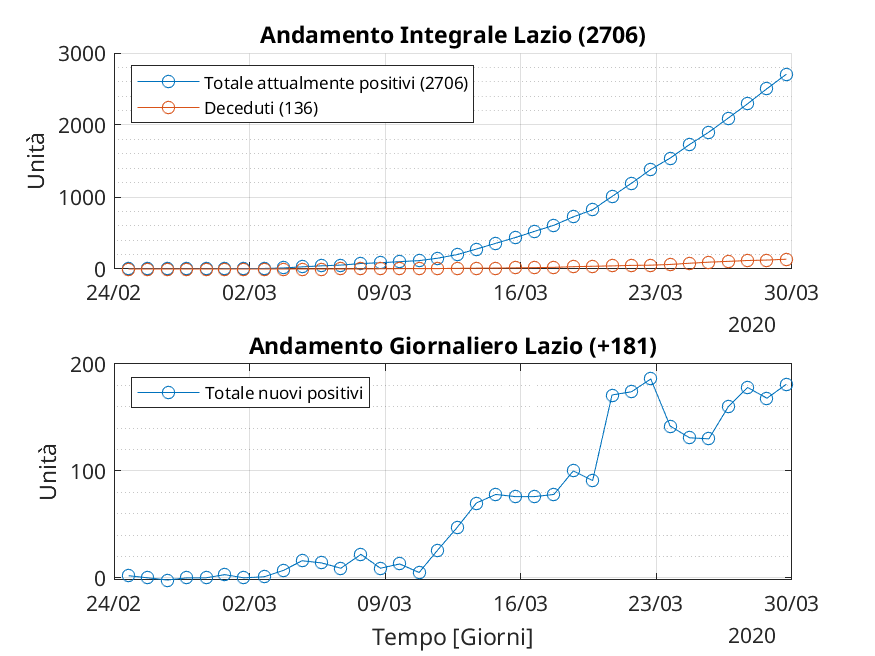 Andamento Integrale Lazio (2706)
3000
2000
1000
0
Unità
Totale attualmente positivi (2706)
Deceduti (136)
24/02 02/03 09/03 16/03 23/03 30/03
2020
Andamento Giornaliero Lazio (+181)
200
100
0
Unità
Totale nuovi positivi
24/02 02/03 09/03 16/03 23/03 30/03
Tempo [Giorni]
2020